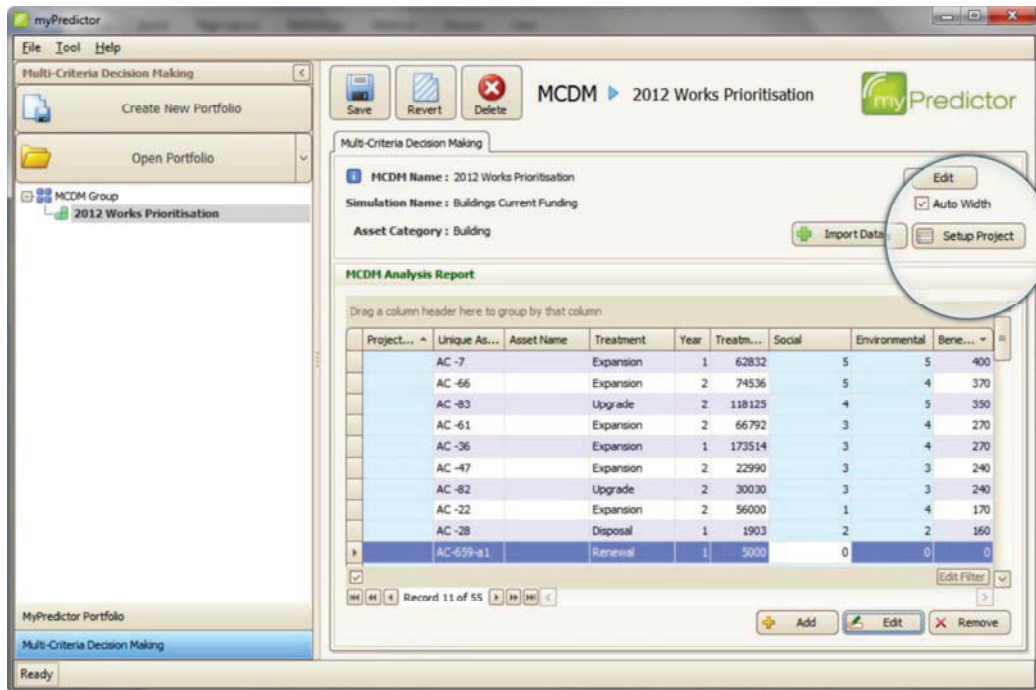 myPredictor
File Tool Help
Multi-Criteria Decision Making
Create New Portfolio
Open Portfolio
MCDM Group
2012 Works Prioritisation
MyPredictor Portfolio
Multi-Criteria Decision Making
Ready
Save Revert Delete
MCDM 2012 Works Prioritisation
myPredictor
Multi-Criteria Decision Making
MCDM Name : 2012 Works Prioritisation
Edit
Simulation Name : Buildings Current Funding
Auto Width
Asset Category : Building
Import Data
Setup Project
MCDM Analysis Report
Drag a column header here to group by that column
Project... Unique As... Asset Name Treatment Year Treatm... Social Environmental Bene...
AC -7 Expansion 1 62832 5 5 400
AC -66 Expansion 2 74536 5 4 370
AC -83 Upgrade 2 118125 4 5 350
AC -61 Expansion 2 66792 3 4 270
AC -36 Expansion 1 173514 3 4 270
AC -47 Expansion 2 22990 3 3 240
AC -82 Upgrade 2 30030 3 3 240
AC -22 Expansion 2 56000 1 4 170
AC -28 Disposal 1 1903 2 2 160
AC-659-a1 Renewal 1 5000 0 0 0
Edit Filter
Record 11 of 55
Add Edit Remove